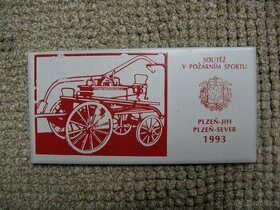 SOUTĚŽ
V POŽÁRNÍM SPORTU
PLZEŇ-JIH
PLZEŇ-SEVER
1993